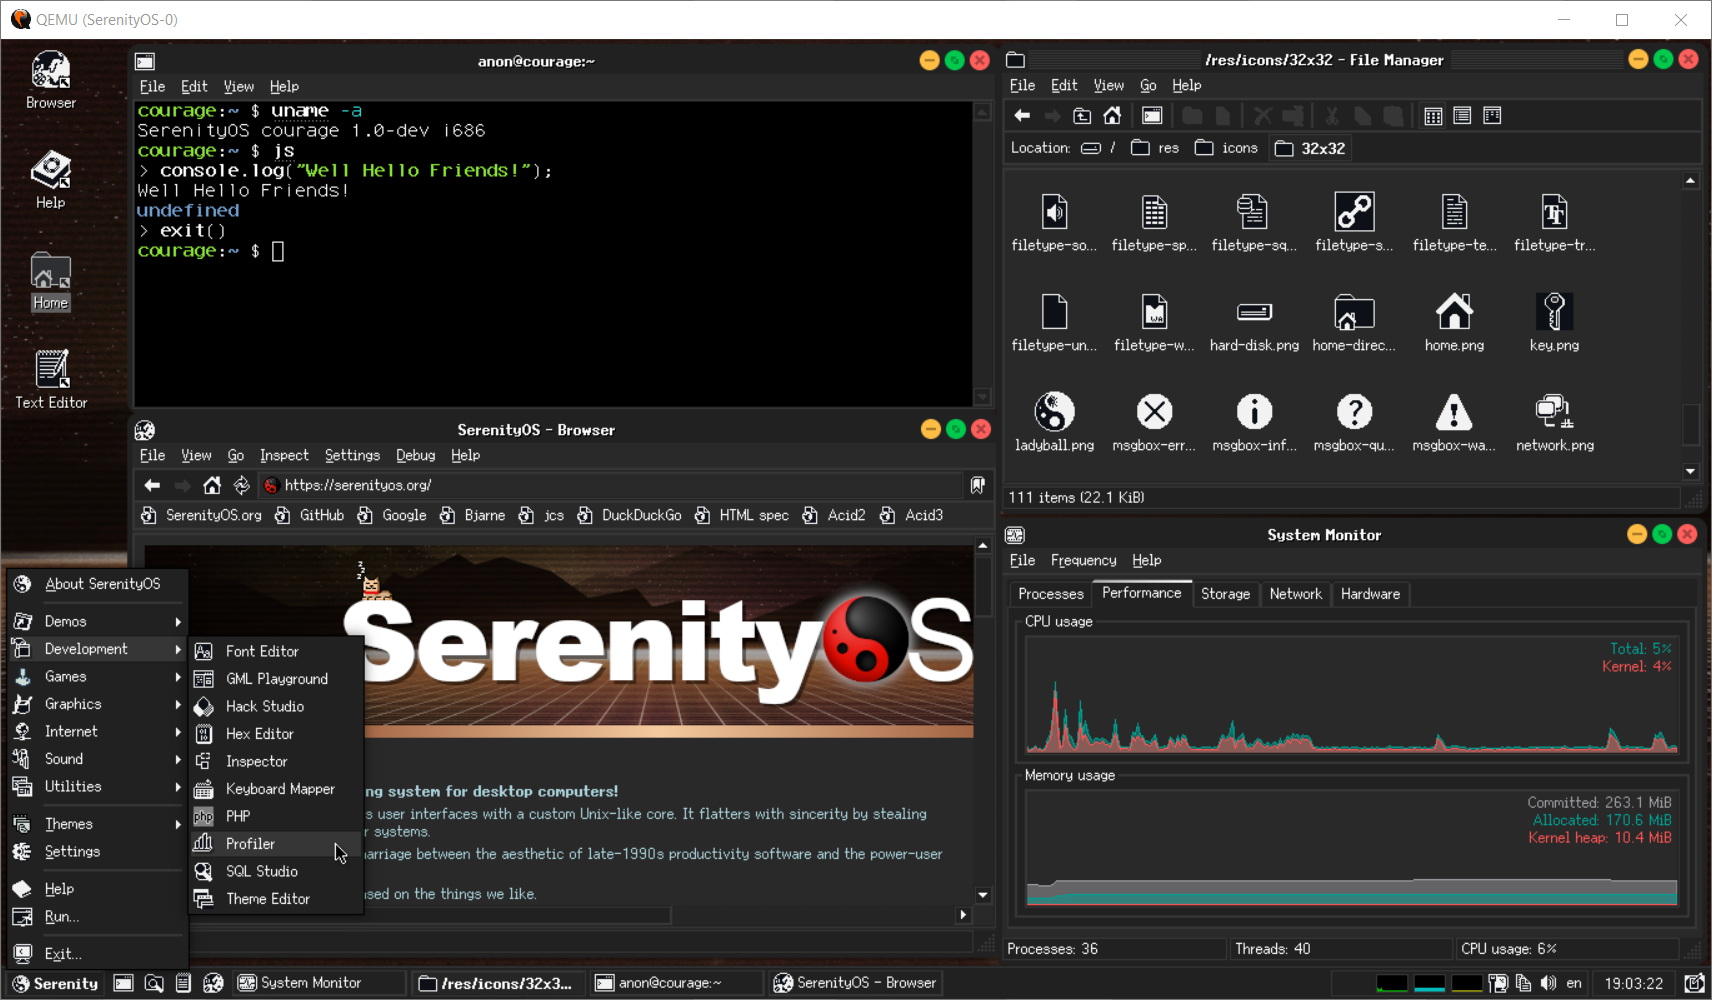 QEMU (SerenityOS-0)
Browser
Help
Home
Text Editor
anon@courage:~
File Edit View Help
courage:~ $ uname -a
SerenityOS courage 1.0-dev i686
courage:~ $ js
> console.log("Well Hello Friends!");
Well Hello Friends!
undefined
> exit()
courage:~ $
/res/icons/32x32 - File Manager
File Edit View Go Help
Location: / res icons 32x32
filetype-so... filetype-sp... filetype-sq... filetype-s... filetype-te... filetype-tr...
filetype-un... filetype-w... hard-disk.png home-direc... home.png key.png
ladyball.png msgbox-err... msgbox-inf... msgbox-qu... msgbox-wa... network.png
111 items (22.1 KiB)
SerenityOS - Browser
File View Go Inspect Settings Debug Help
https://serenityos.org/
SerenityOS.org GitHub Google Bjarne jcs DuckDuckGo HTML spec Acid2 Acid3
z
z
z
SerenityOS
ng system for desktop computers!
s user interfaces with a custom Unix-like core. It flatters with sincerity by stealing
r systems.
arriage between the aesthetic of late-1990s productivity software and the power-user
sed on the things we like.
System Monitor
File Frequency Help
Processes Performance Storage Network Hardware
CPU usage
Total: 5%
Kernel: 4%
Memory usage
Committed: 263.1 MiB
Allocated: 170.6 MiB
Kernel heap: 10.4 MiB
Processes: 36 Threads: 40 CPU usage: 6%
About SerenityOS
Demos
Development
Games
Graphics
Internet
Sound
Utilities
Themes
Settings
Help
Run...
Exit...
Font Editor
GML Playground
Hack Studio
Hex Editor
Inspector
Keyboard Mapper
php PHP
Profiler
SQL Studio
Theme Editor
Serenity System Monitor /res/icons/32x3... anon@courage:~ SerenityOS - Browser en 19:03:22